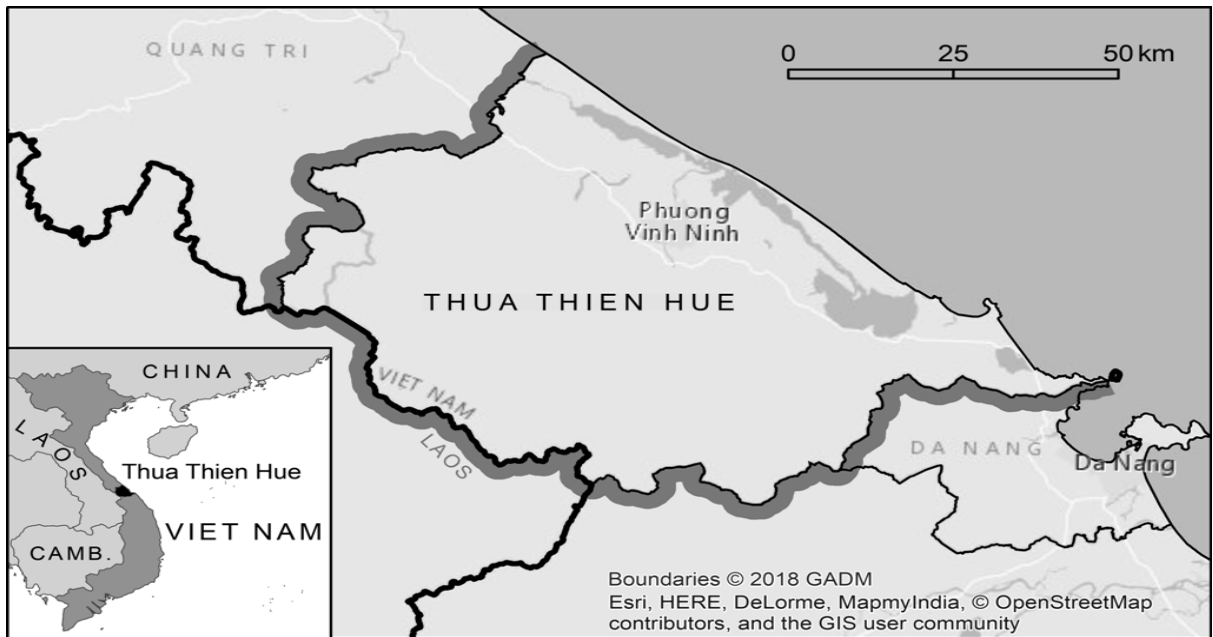 QUANG TRI
0 25 50 km
Phuong
Vinh Ninh
THUA THIEN HUE
VIỆT NAM
LAOS
DA NANG
Da Nang
CHINA
LAOS
Thua Thien Hue
VIET NAM
CAMB.
Boundaries © 2018 GADM
Esri, HERE, DeLorme, MapmyIndia, © OpenStreetMap
contributors, and the GIS user community